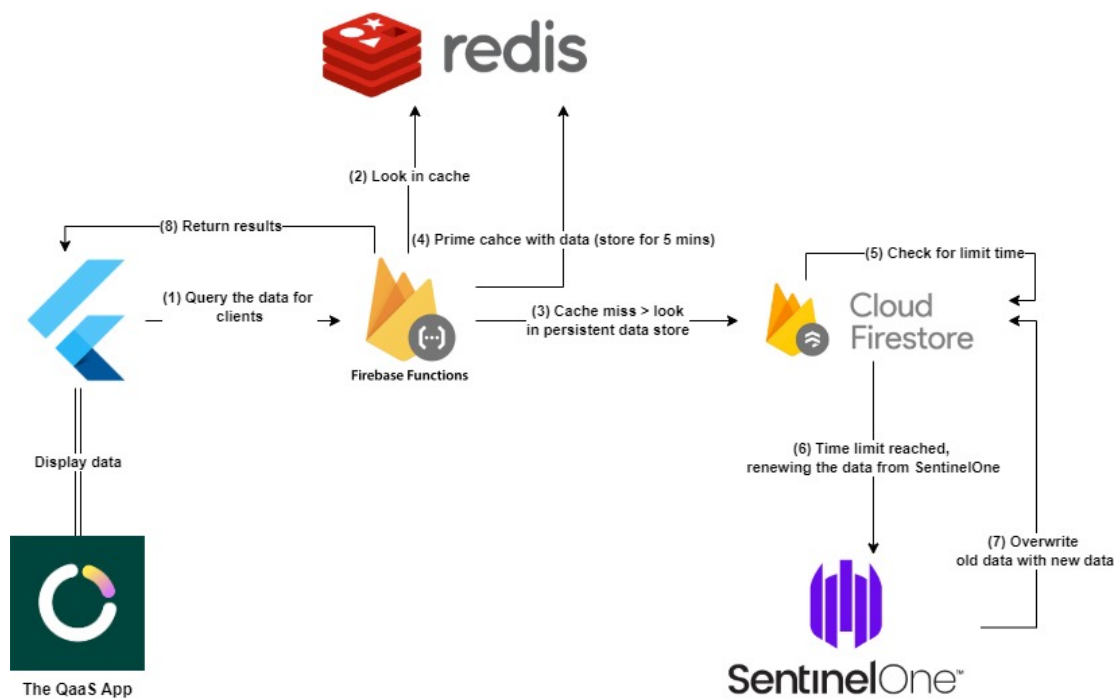 redis
(2) Look in cache
(8) Return results
(4) Prime cahce with data (store for 5 mins)
(5) Check for limit time
(1) Query the data for
clients
(3) Cache miss > look
in persistent data store
Cloud
Firestore
Firebase Functions
Display data
(6) Time limit reached,
renewing the data from SentinelOne
(7) Overwrite
old data with new data
SentinelOne™
The QaaS App